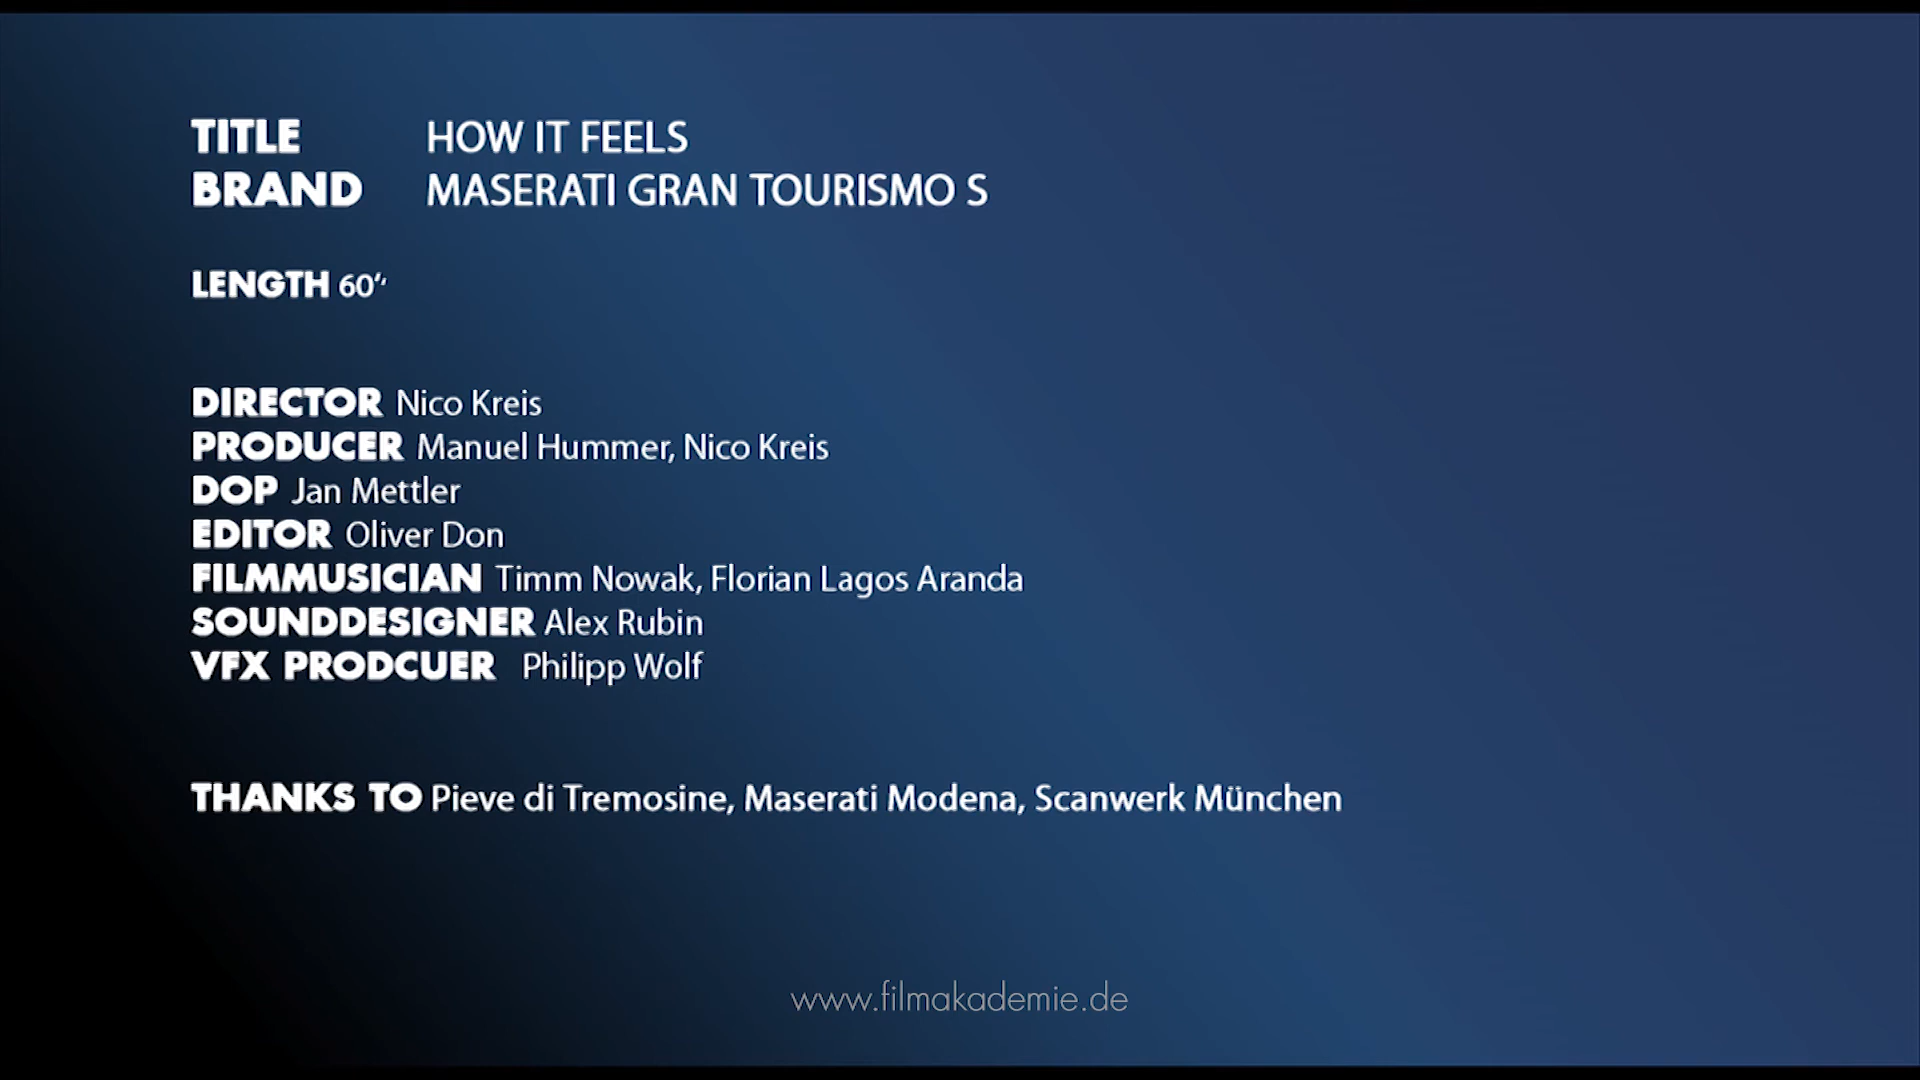 TITLE HOW IT FEELS
BRAND MASERATI GRAN TOURISMO S
LENGTH 60‘‘
DIRECTOR Nico Kreis
PRODUCER Manuel Hummer, Nico Kreis
DOP Jan Mettler
EDITOR Oliver Don
FILMMUSICIAN Timm Nowak, Florian Lagos Aranda
SOUNDDESIGNER Alex Rubin
VFX PRODCUER Philipp Wolf
THANKS TO Pieve di Tremosine, Maserati Modena, Scanwerk München
www.filmakademie.de